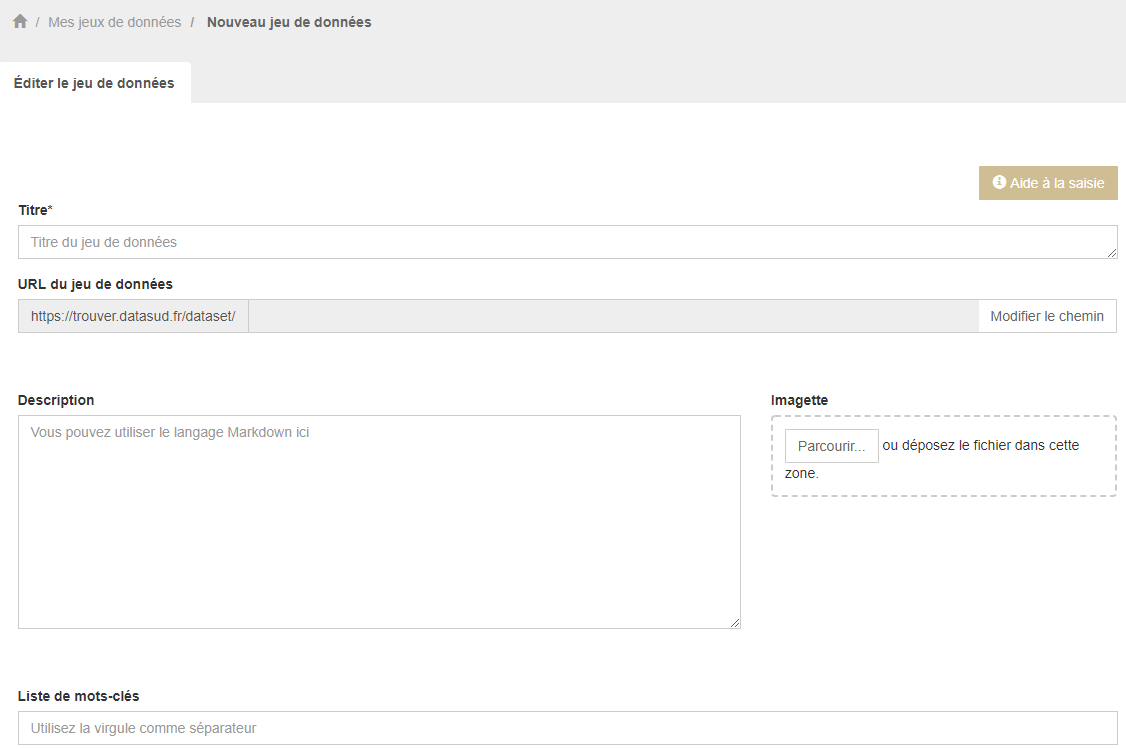 / Mes jeux de données / Nouveau jeu de données
Éditer le jeu de données
Aide à la saisie
Titre*
Titre du jeu de données
URL du jeu de données
https://trouver.datasud.fr/dataset/ Modifier le chemin
Description
Vous pouvez utiliser le langage Markdown ici
Imagette
Parcourir... ou déposez le fichier dans cette
zone.
Liste de mots-clés
Utilisez la virgule comme séparateur